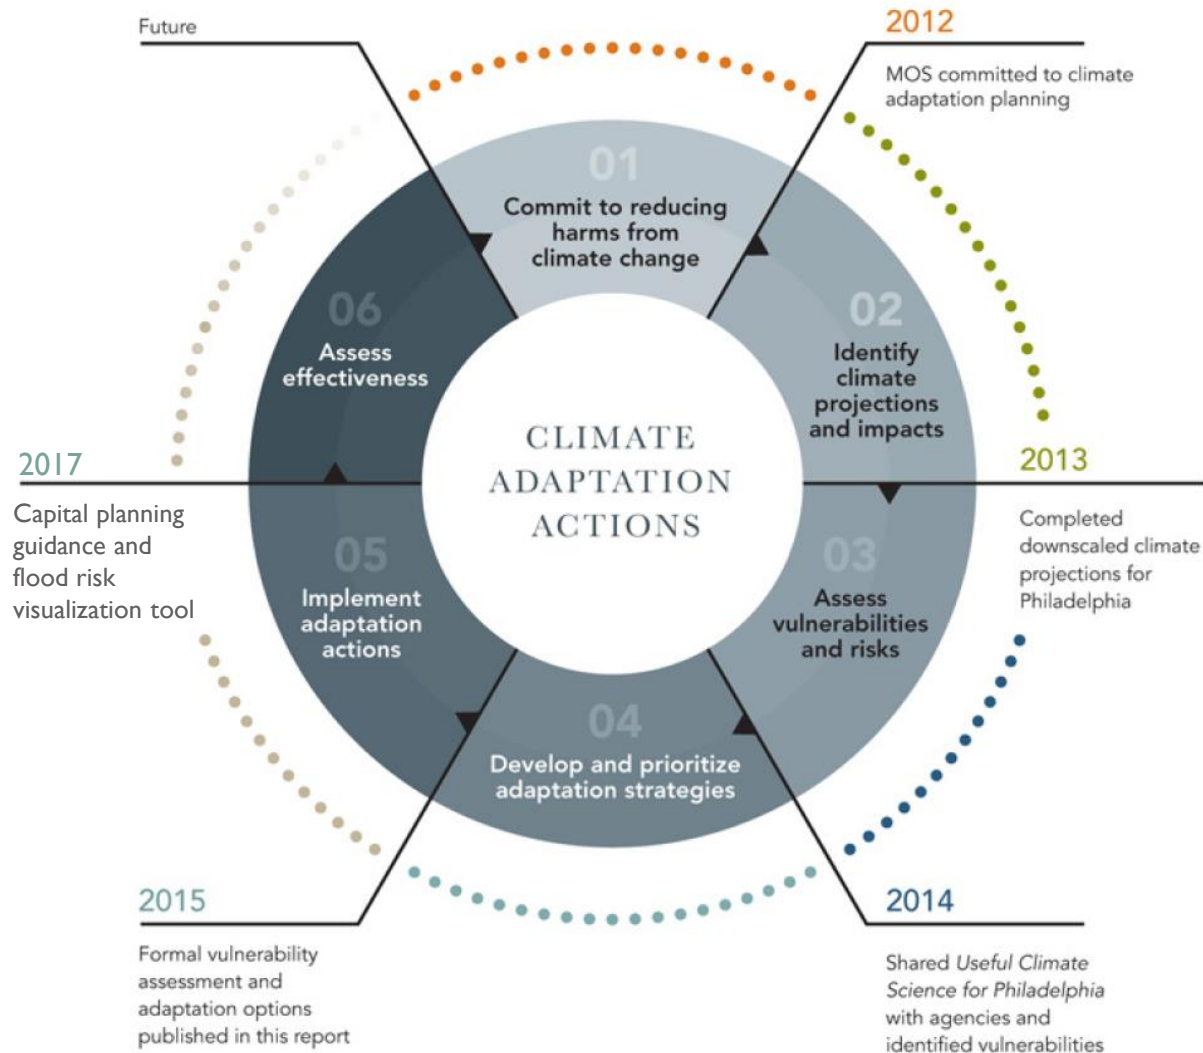 Future
2012
MOS committed to climate
adaptation planning
01
Commit to reducing
harms from
climate change
02
Identify
climate
projections
and impacts
2013
Completed
downscaled climate
projections for
Philadelphia
03
Assess
vulnerabilities
and risks
2014
Shared Useful Climate
Science for Philadelphia
with agencies and
identified vulnerabilities
04
Develop and prioritize
adaptation strategies
2015
Formal vulnerability
assessment and
adaptation options
published in this report
05
Implement
adaptation
actions
2017
Capital planning
guidance and
flood risk
visualization tool
06
Assess
effectiveness
CLIMATE
ADAPTATION
ACTIONS